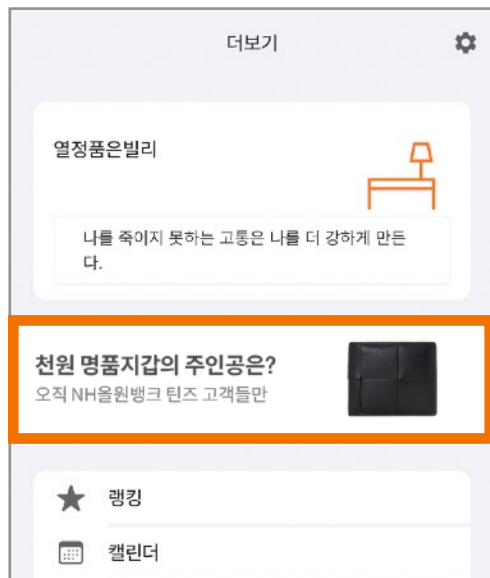 더보기
열정품은빌리
나를 죽이지 못하는 고통은 나를 더 강하게 만든
다.
천원 명품지갑의 주인공은?
오직 NH올원뱅크 틴즈 고객들만
랭킹
캘린더